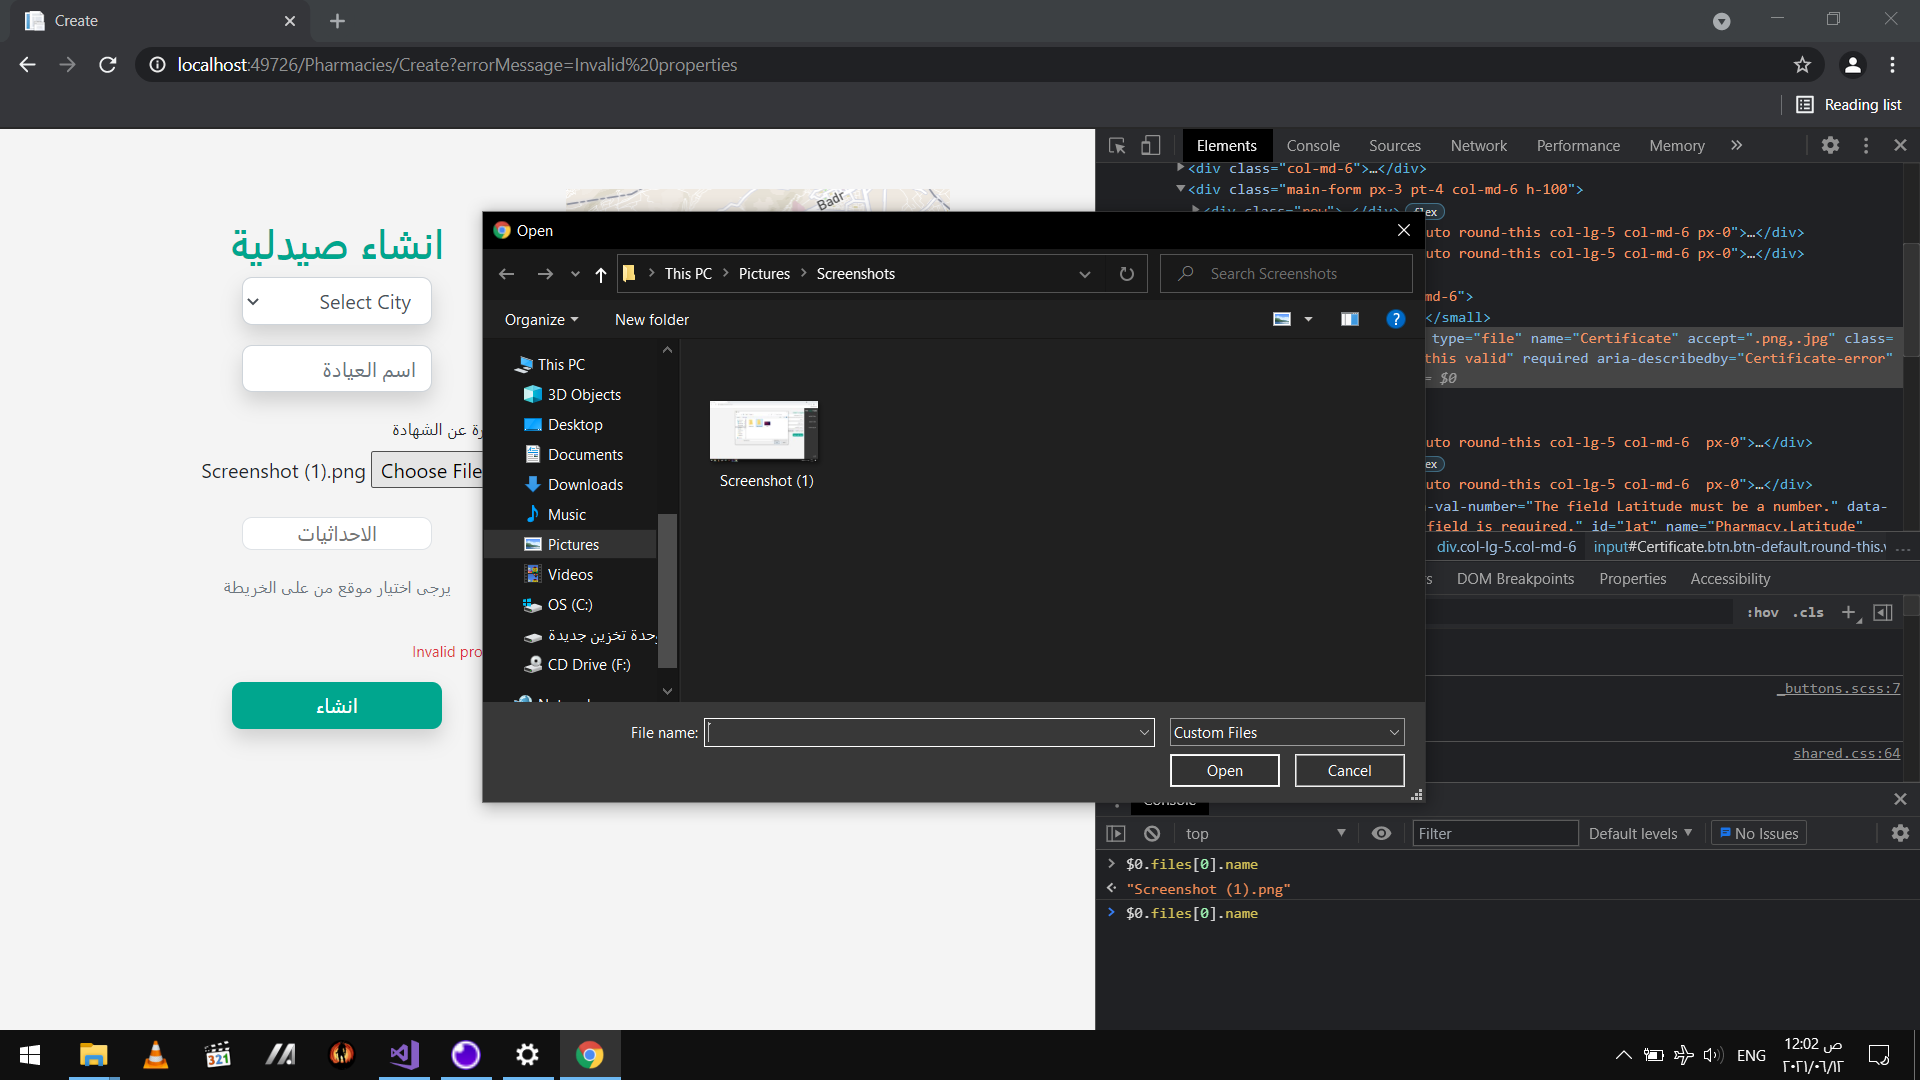 Create
localhost:49726/Pharmacies/Create?errorMessage=Invalid%20properties
Reading list
Elements Console Sources Network Performance Memory
<div class="col-md-6">…</div>
<div class="main-form px-3 pt-4 col-md-6 h-100">
flex
uto round-this col-lg-5 col-md-6 px-0">…</div>
uto round-this col-lg-5 col-md-6 px-0">…</div>
md-6">
</small>
type="file" name="Certificate" accept=".png,.jpg" class=
this valid" required aria-describedby="Certificate-error"
= $0
uto round-this col-lg-5 col-md-6  px-0">…</div>
ex
uto round-this col-lg-5 col-md-6  px-0">…</div>
-val-number="The field Latitude must be a number." data-
field is required." id="lat" name="Pharmacy.Latitude"
div.col-lg-5.col-md-6 input#Certificate.btn.btn-default.round-this.v ...
DOM Breakpoints Properties Accessibility
:hov .cls
_buttons.scss:7
shared.css:64
Console
top Filter Default levels No Issues
$0.files[0].name
"Screenshot (1).png"
$0.files[0].name
Badr
انشاء صيدلية
Select City
اسم العيادة
عن الشهادة
Screenshot (1).png Choose File
الاحداثيات
يرجى اختيار موقع من على الخريطة
Invalid pro
انشاء
Open
This PC Pictures Screenshots
Search Screenshots
Organize New folder
This PC
3D Objects
Desktop
Documents
Downloads
Music
Pictures
Videos
OS (C:)
وحدة تخزين جديدة
CD Drive (F:)
Screenshot (1)
File name: Custom Files
Open Cancel
321
ENG
12:02 ص
٢٠٢١/٠٦/١٢